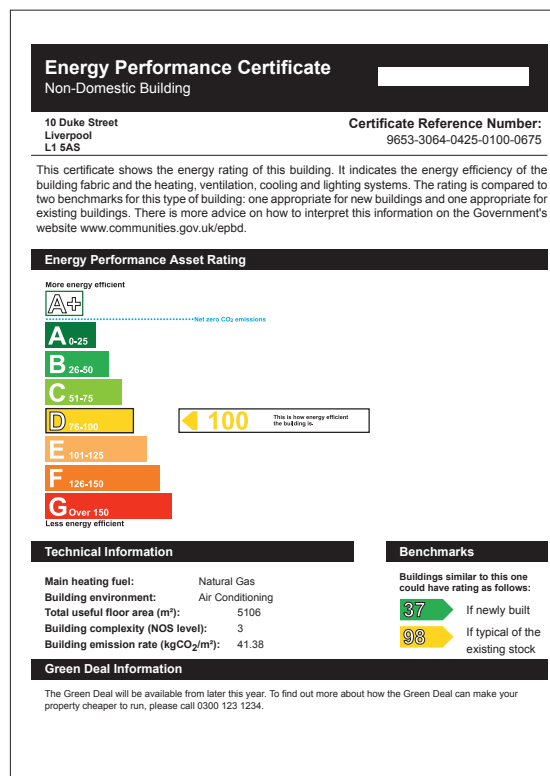 Energy Performance Certificate
Non-Domestic Building
10 Duke Street
Liverpool
L1 5AS
Certificate Reference Number:
9653-3064-0425-0100-0675
This certificate shows the energy rating of this building. It indicates the energy efficiency of the
building fabric and the heating, ventilation, cooling and lighting systems. The rating is compared to
two benchmarks for this type of building: one appropriate for new buildings and one appropriate for
existing buildings. There is more advice on how to interpret this information on the Government's
website www.communities.gov.uk/epbd.
Energy Performance Asset Rating
More energy efficient
A+
Net zero CO₂ emissions
A 0-25
B 26-50
C 51-75
D 76-100
100
This is how energy efficient
the building is.
E 101-125
F 126-150
G Over 150
Less energy efficient
Technical Information
Main heating fuel: Natural Gas
Building environment: Air Conditioning
Total useful floor area (m²): 5106
Building complexity (NOS level): 3
Building emission rate (kgCO₂/m²): 41.38
Benchmarks
Buildings similar to this one
could have rating as follows:
37 If newly built
98 If typical of the
existing stock
Green Deal Information
The Green Deal will be available from later this year. To find out more about how the Green Deal can make your
property cheaper to run, please call 0300 123 1234.